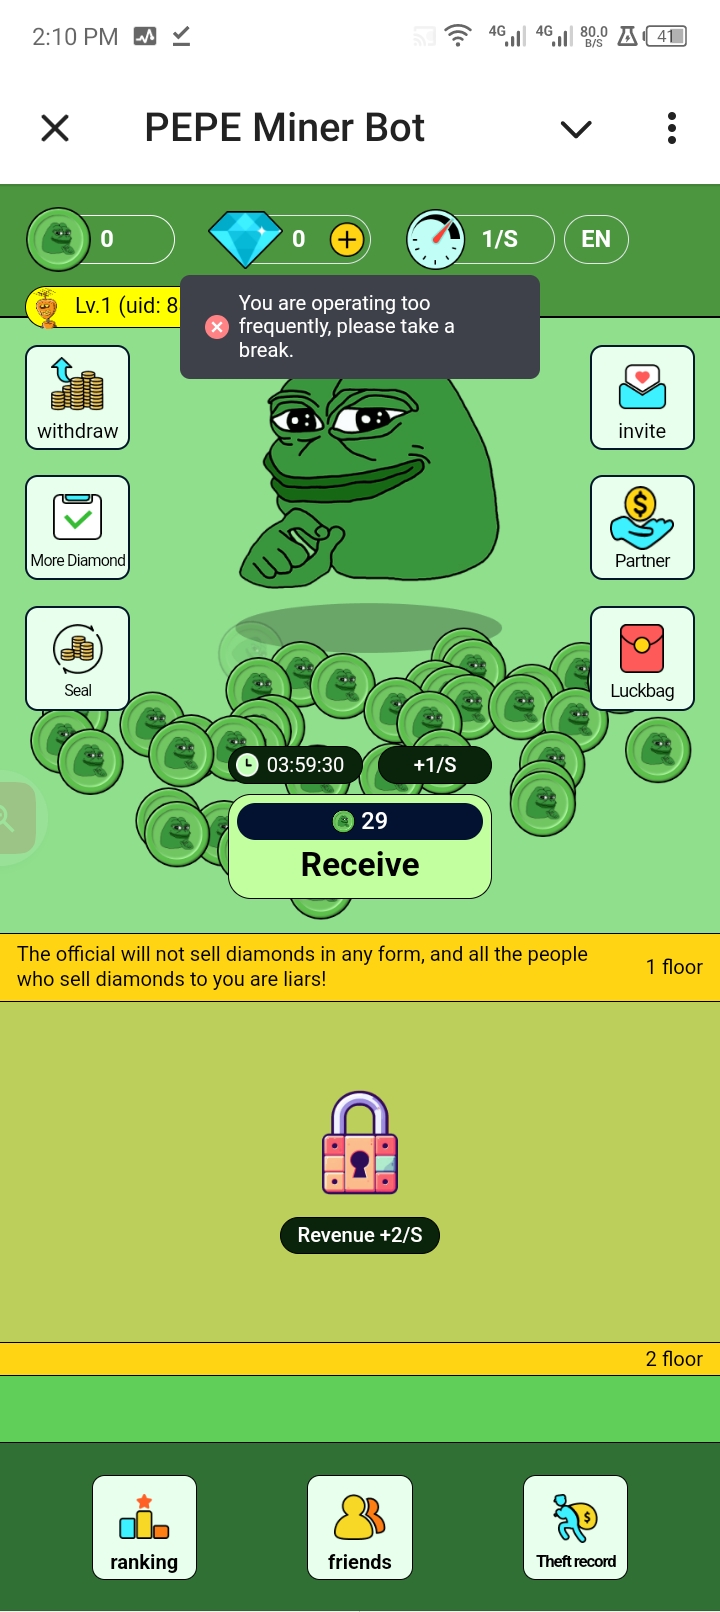 2:10 PM
4G 4G 80.0 B/S 41
PEPE Miner Bot
0 0 1/S EN
Lv.1 (uid: 8
You are operating too
frequently, please take a
break.
withdraw
invite
More Diamond
Partner
Seal
Luckbag
03:59:30 +1/S
29
Receive
The official will not sell diamonds in any form, and all the people
who sell diamonds to you are liars!
1 floor
Revenue +2/S
2 floor
ranking
friends
Theft record